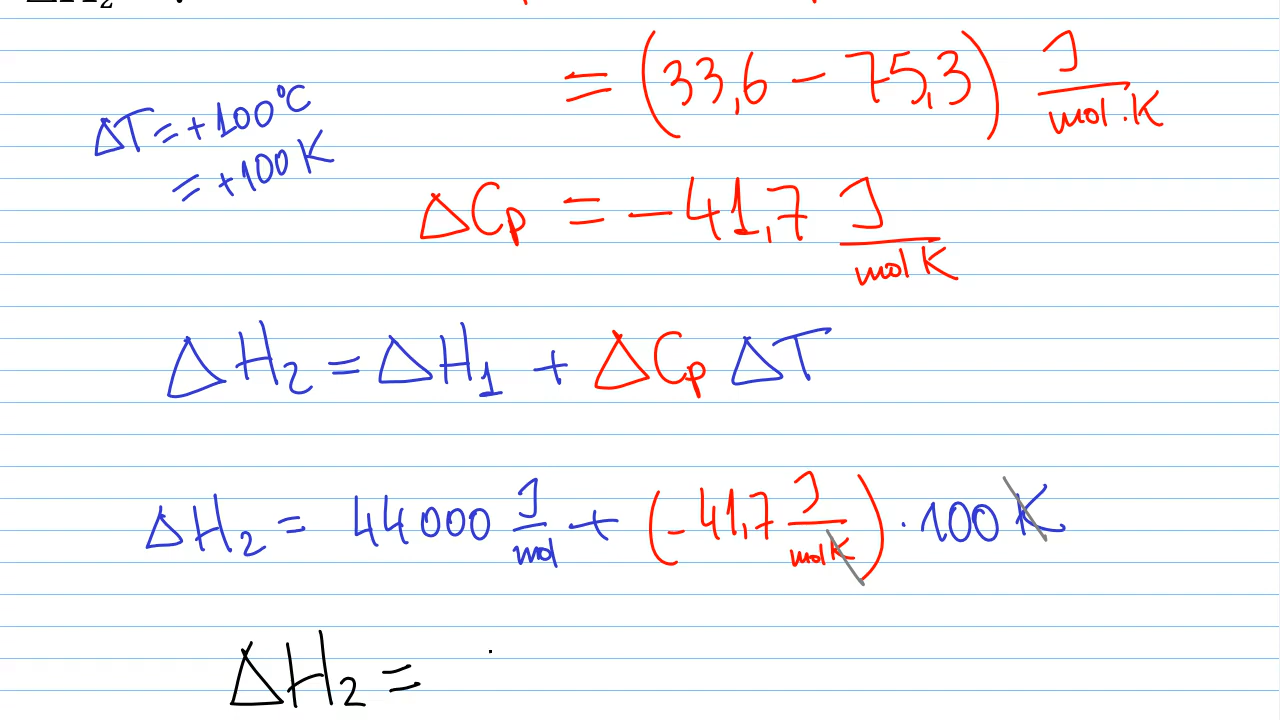 = (33,6 − 75,3) J/mol·K
ΔT = +100°C
= +100 K
ΔCp = −41,7 J/mol K
ΔH₂ = ΔH₁ + ΔCp ΔT
ΔH₂ = 44000 J/mol + (−41,7 J/mol K) · 100 K
ΔH₂ =